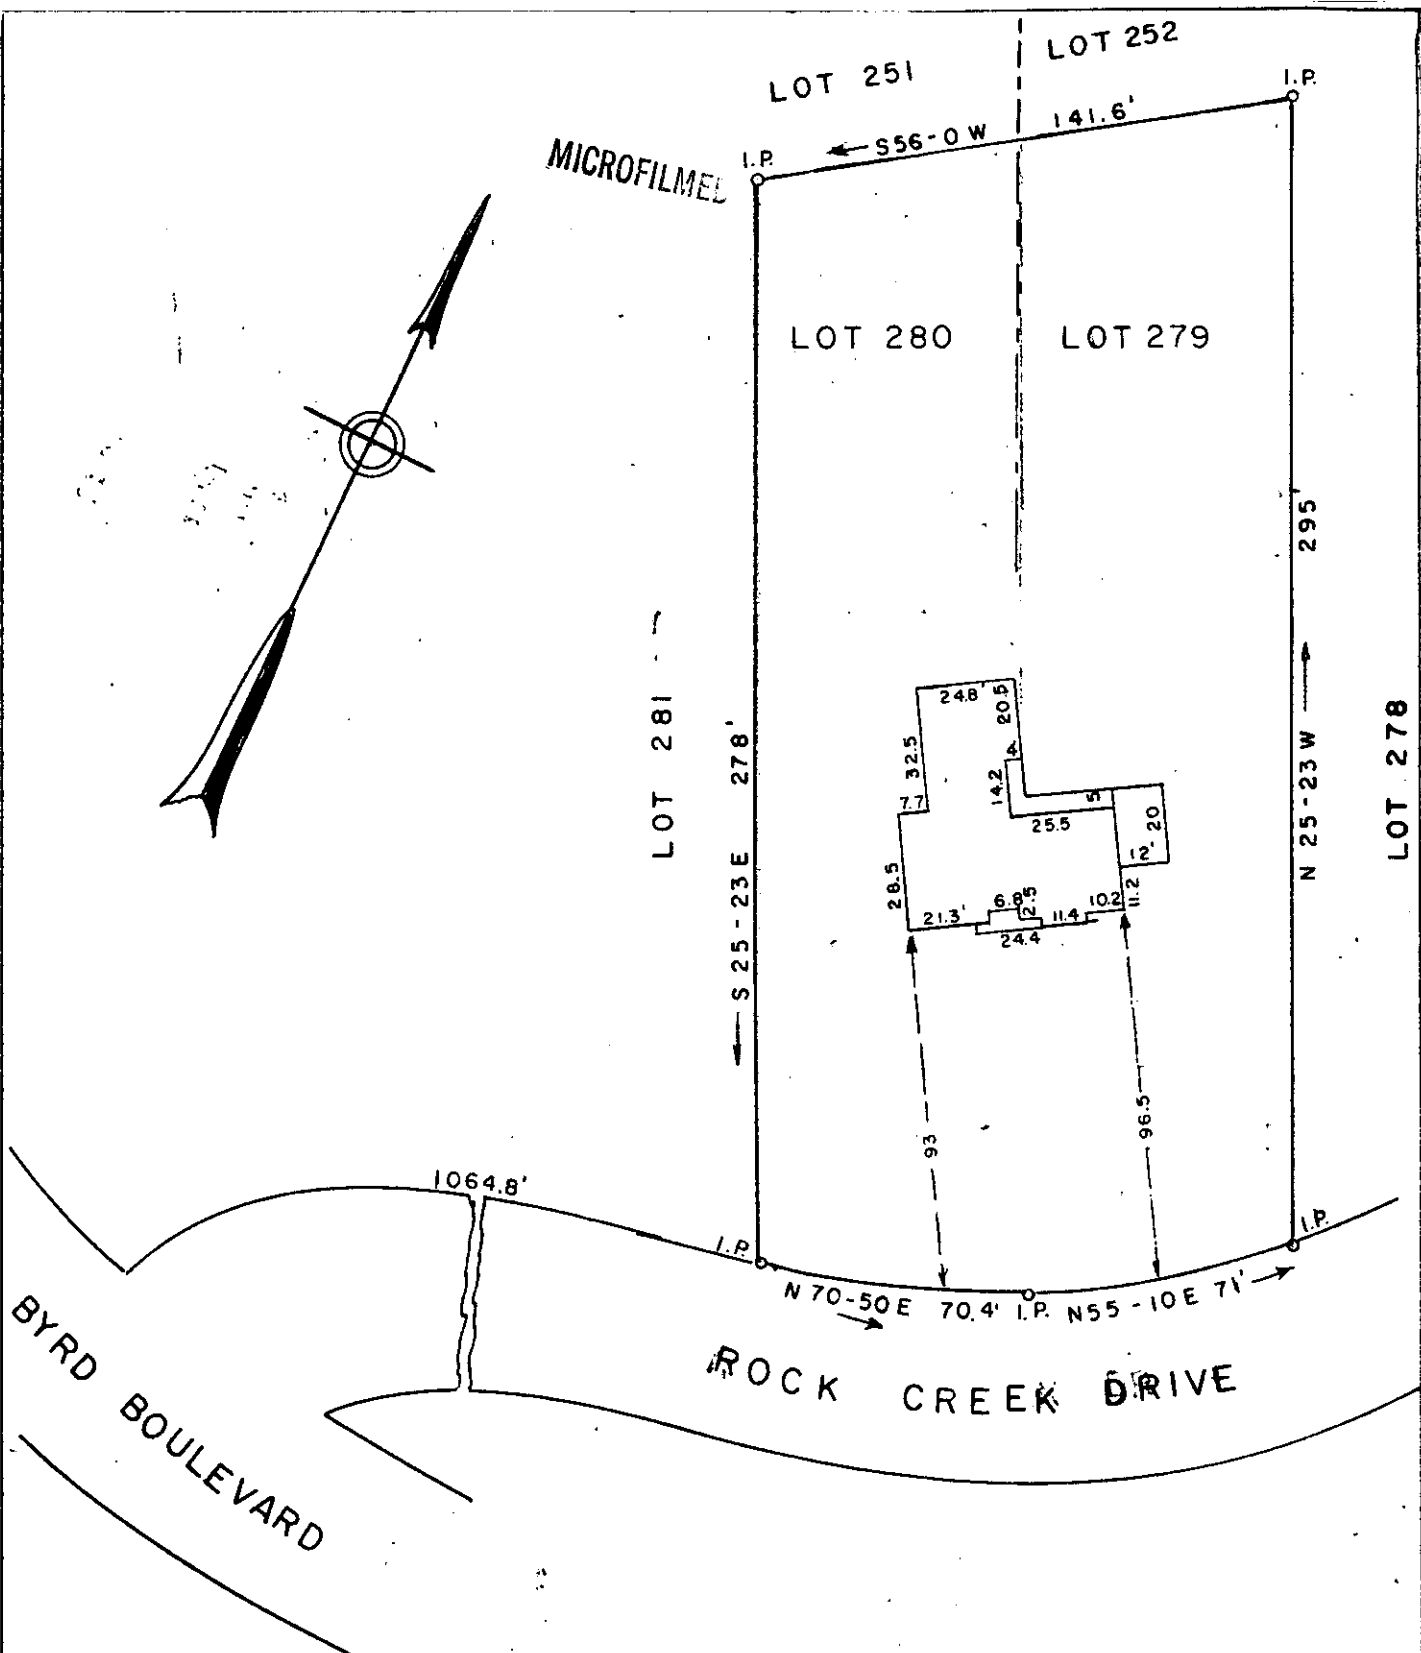 LOT 251
LOT 252
I.P.
141.6'
S56-0 W
I.P.
MICROFILMED
LOT 280
LOT 279
295'
N 25-23 W
LOT 278
LOT 281
278'
S 25-23 E
24.8'
20.5
32.5
4
14.2
7.7
5
25.5
20
12'
28.5
11.2
6.8
2.5
10.2
21.3'
11.4
24.4
93
96.5
1064.8'
I.P.
I.P.
N 70-50 E 70.4' I.P. N55-10 E 71'
ROCK CREEK DRIVE
BYRD BOULEVARD